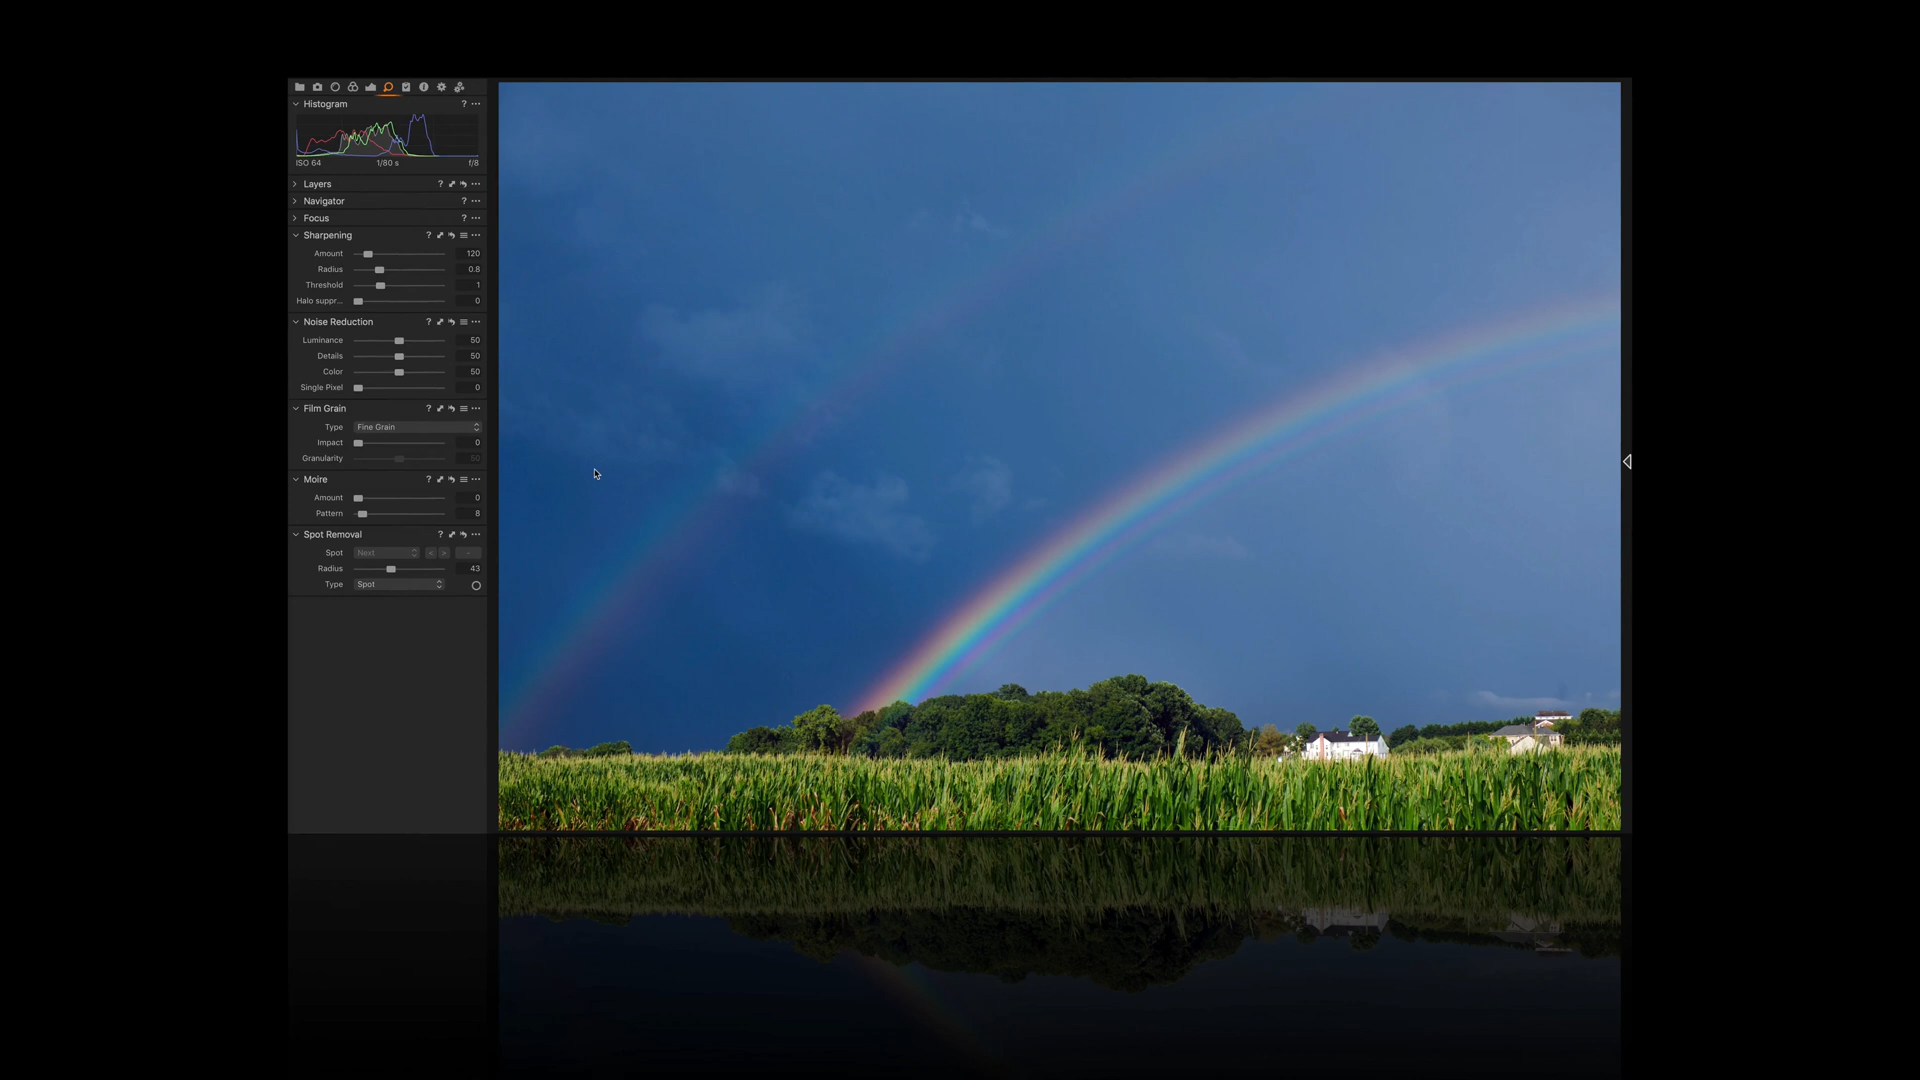 Histogram ? ...
ISO 64 1/80 s f/8
Layers ? ...
Navigator ? ...
Focus ? ...
Sharpening ? ...
Amount 120
Radius 0.8
Threshold 1
Halo suppr... 0
Noise Reduction ? ...
Luminance 50
Details 50
Color 50
Single Pixel 0
Film Grain ? ...
Type Fine Grain
Impact 0
Granularity 50
Moire ? ...
Amount 0
Pattern 8
Spot Removal ? ...
Spot Next < > -
Radius 43
Type Spot